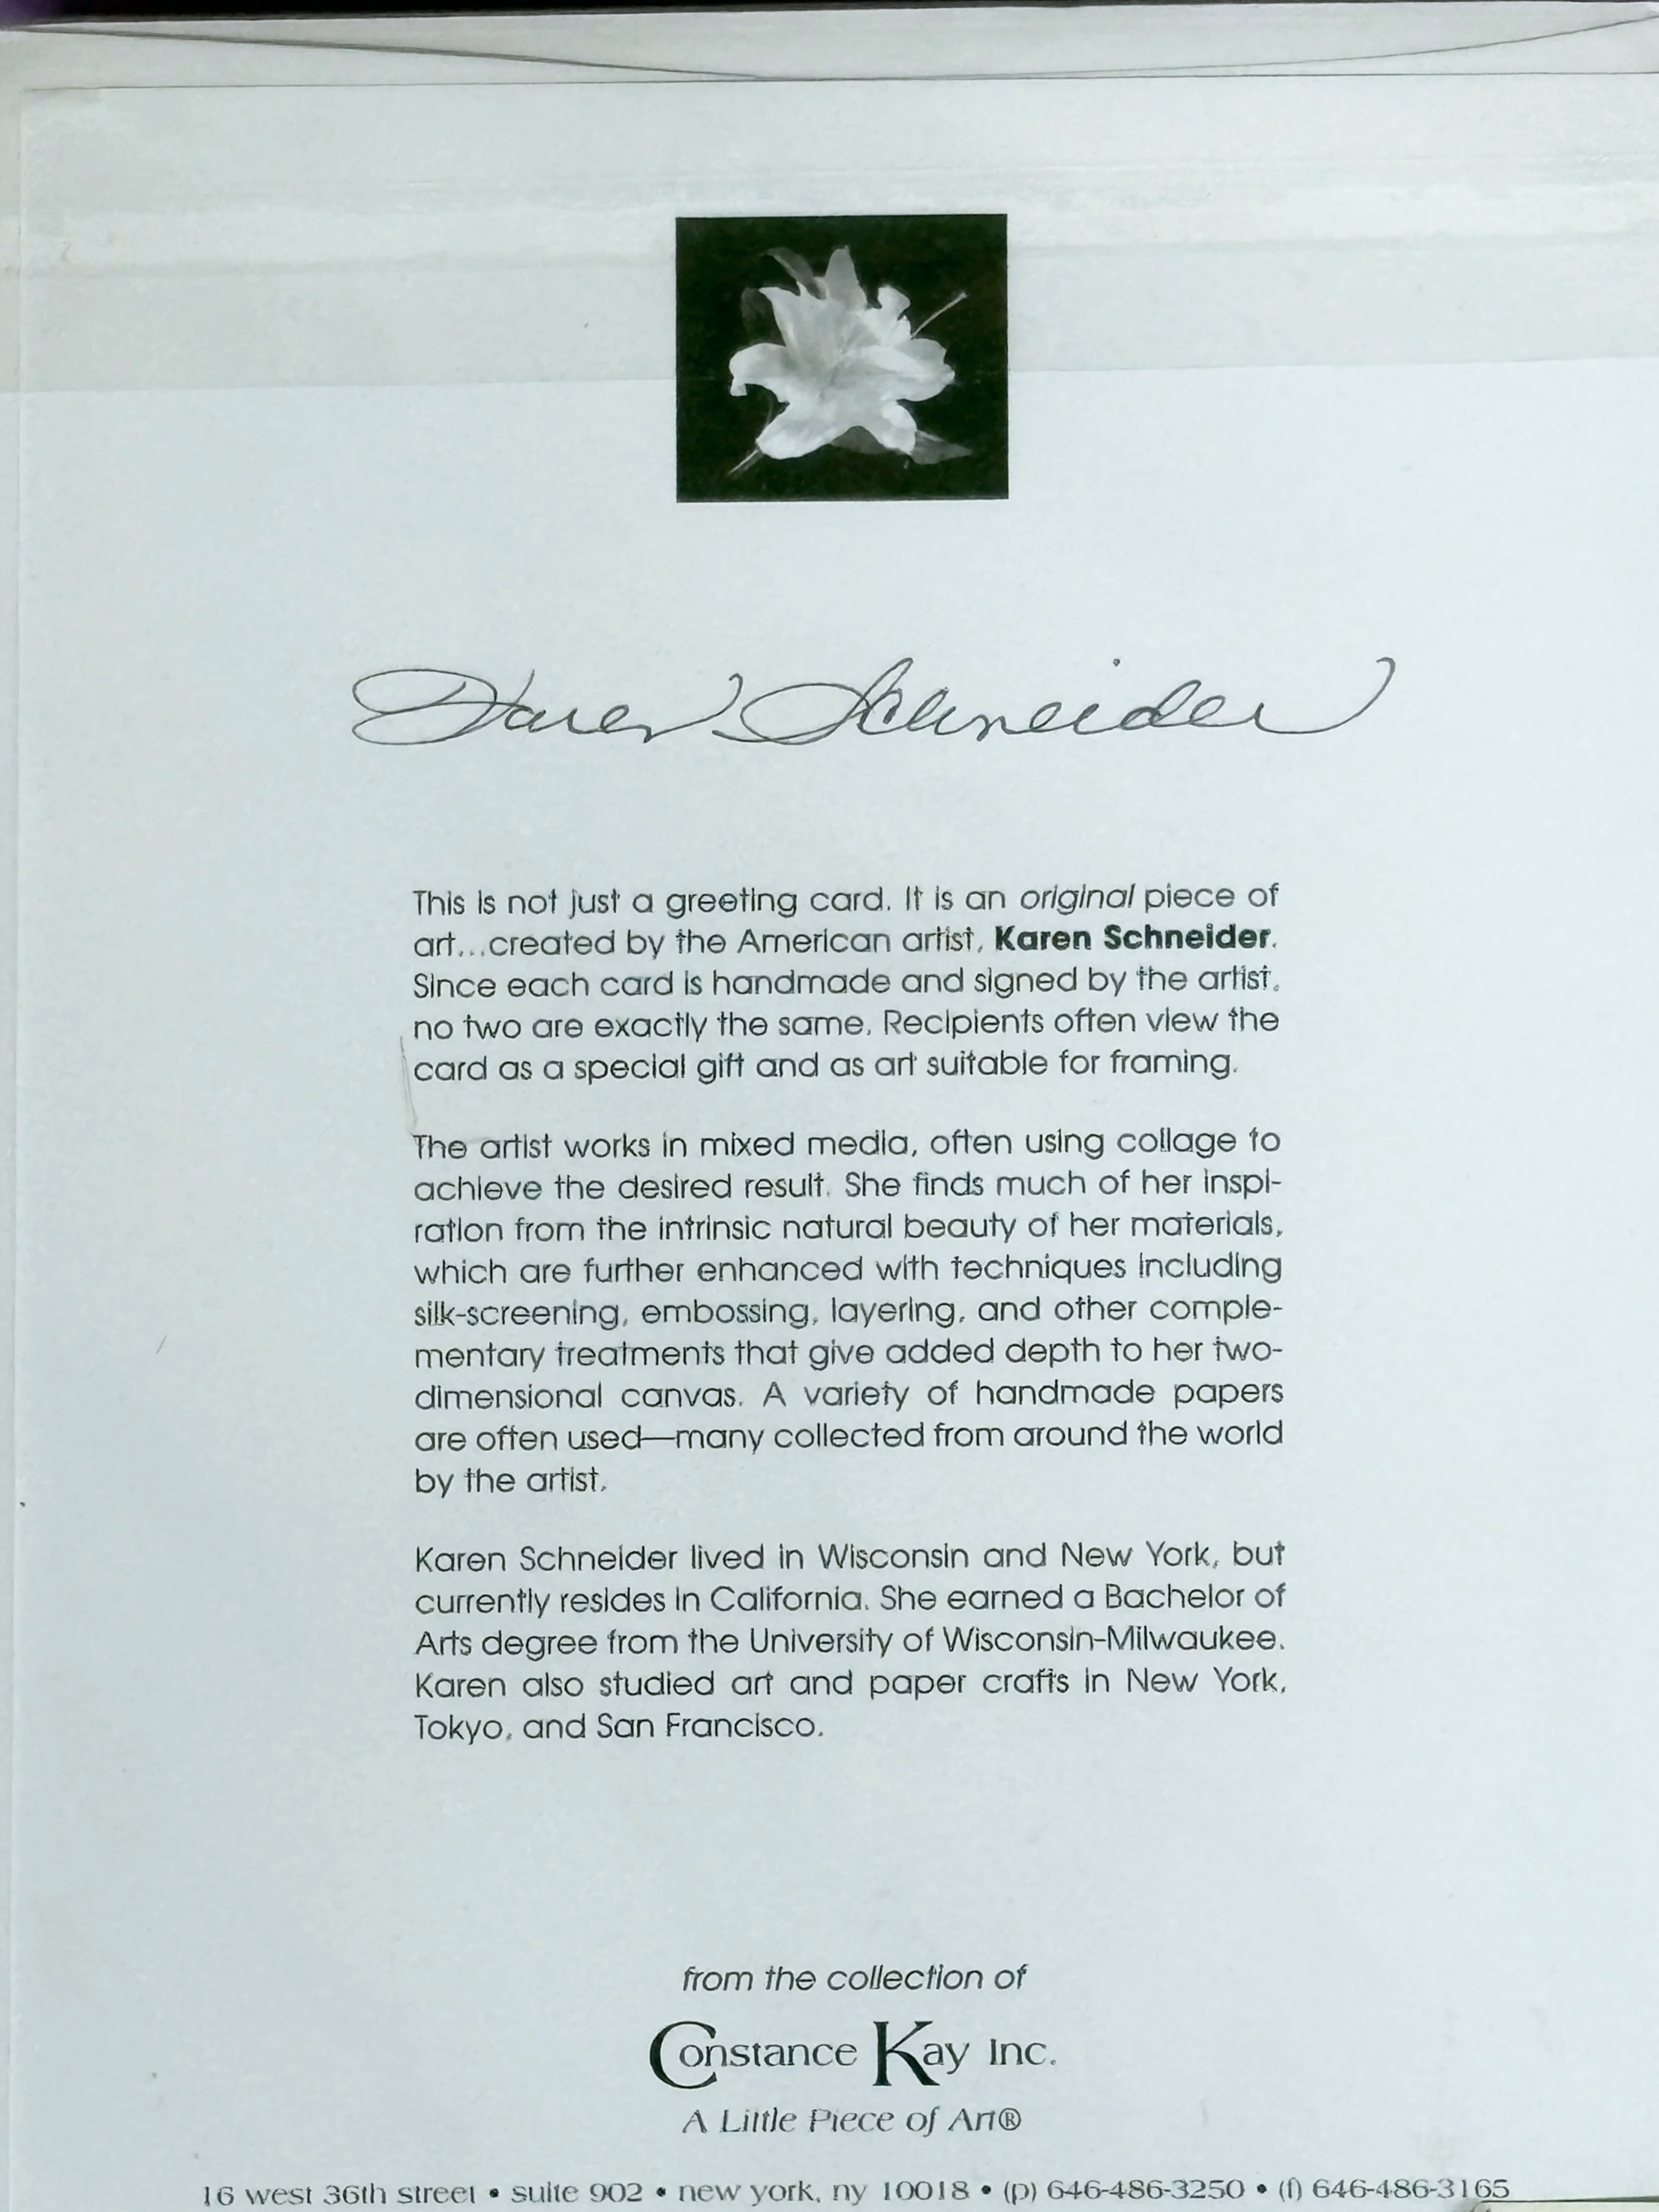 Karen Schneider
This is not just a greeting card. It is an original piece of
art...created by the American artist, Karen Schneider.
Since each card is handmade and signed by the artist,
no two are exactly the same. Recipients often view the
card as a special gift and as art suitable for framing.
The artist works in mixed media, often using collage to
achieve the desired result. She finds much of her inspi-
ration from the intrinsic natural beauty of her materials,
which are further enhanced with techniques including
silk-screening, embossing, layering, and other comple-
mentary treatments that give added depth to her two-
dimensional canvas. A variety of handmade papers
are often used—many collected from around the world
by the artist.
Karen Schneider lived in Wisconsin and New York, but
currently resides in California. She earned a Bachelor of
Arts degree from the University of Wisconsin-Milwaukee.
Karen also studied art and paper crafts in New York,
Tokyo, and San Francisco.
from the collection of
Constance Kay Inc.
A Little Piece of Art®
16 west 36th street • suite 902 • new york, ny 10018 • (p) 646-486-3250 • (f) 646-486-3165